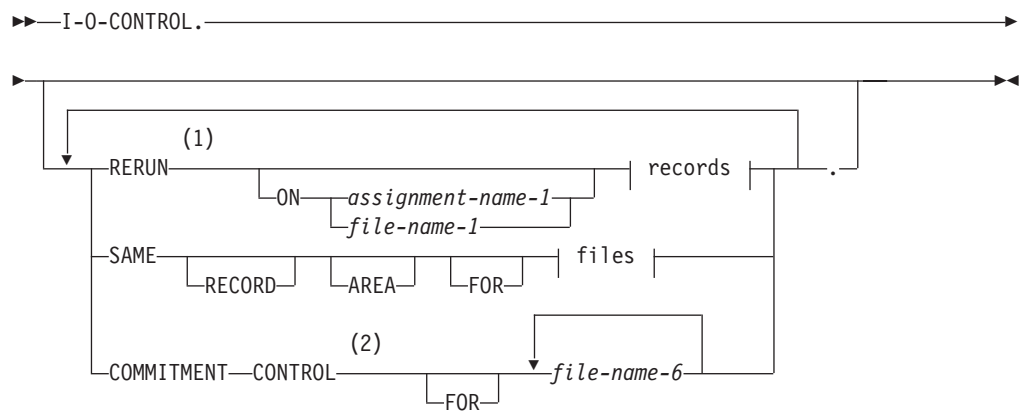 I-O-CONTROL.
(1)
RERUN records .
ON assignment-name-1
file-name-1
SAME files
RECORD AREA FOR
(2)
COMMITMENT CONTROL file-name-6
FOR